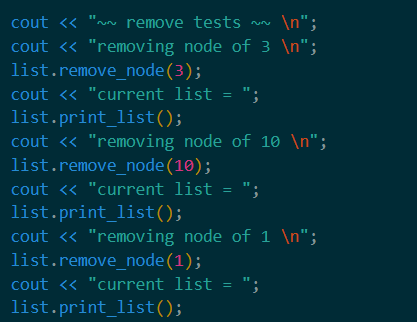 cout << "~~ remove tests ~~ \n";
cout << "removing node of 3 \n";
list.remove_node(3);
cout << "current list = ";
list.print_list();
cout << "removing node of 10 \n";
list.remove_node(10);
cout << "current list = ";
list.print_list();
cout << "removing node of 1 \n";
list.remove_node(1);
cout << "current list = ";
list.print_list();